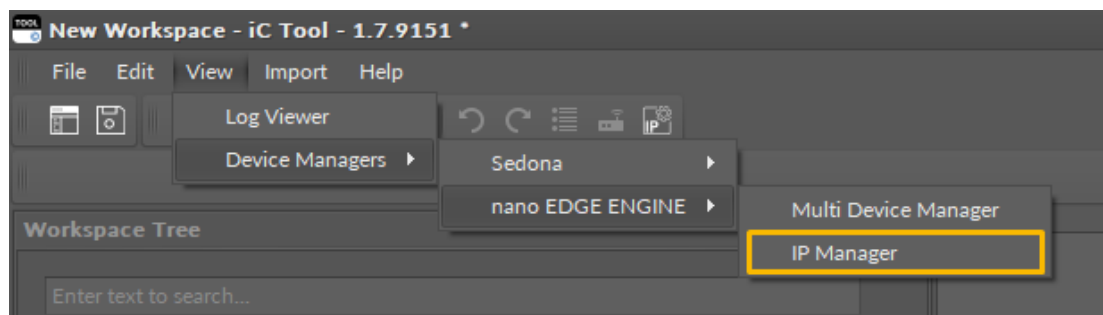 TOOL New Workspace - iC Tool - 1.7.9151 *
File Edit View Import Help
Log Viewer
IP
Device Managers
Sedona
nano EDGE ENGINE
Multi Device Manager
Workspace Tree
IP Manager
Enter text to search...